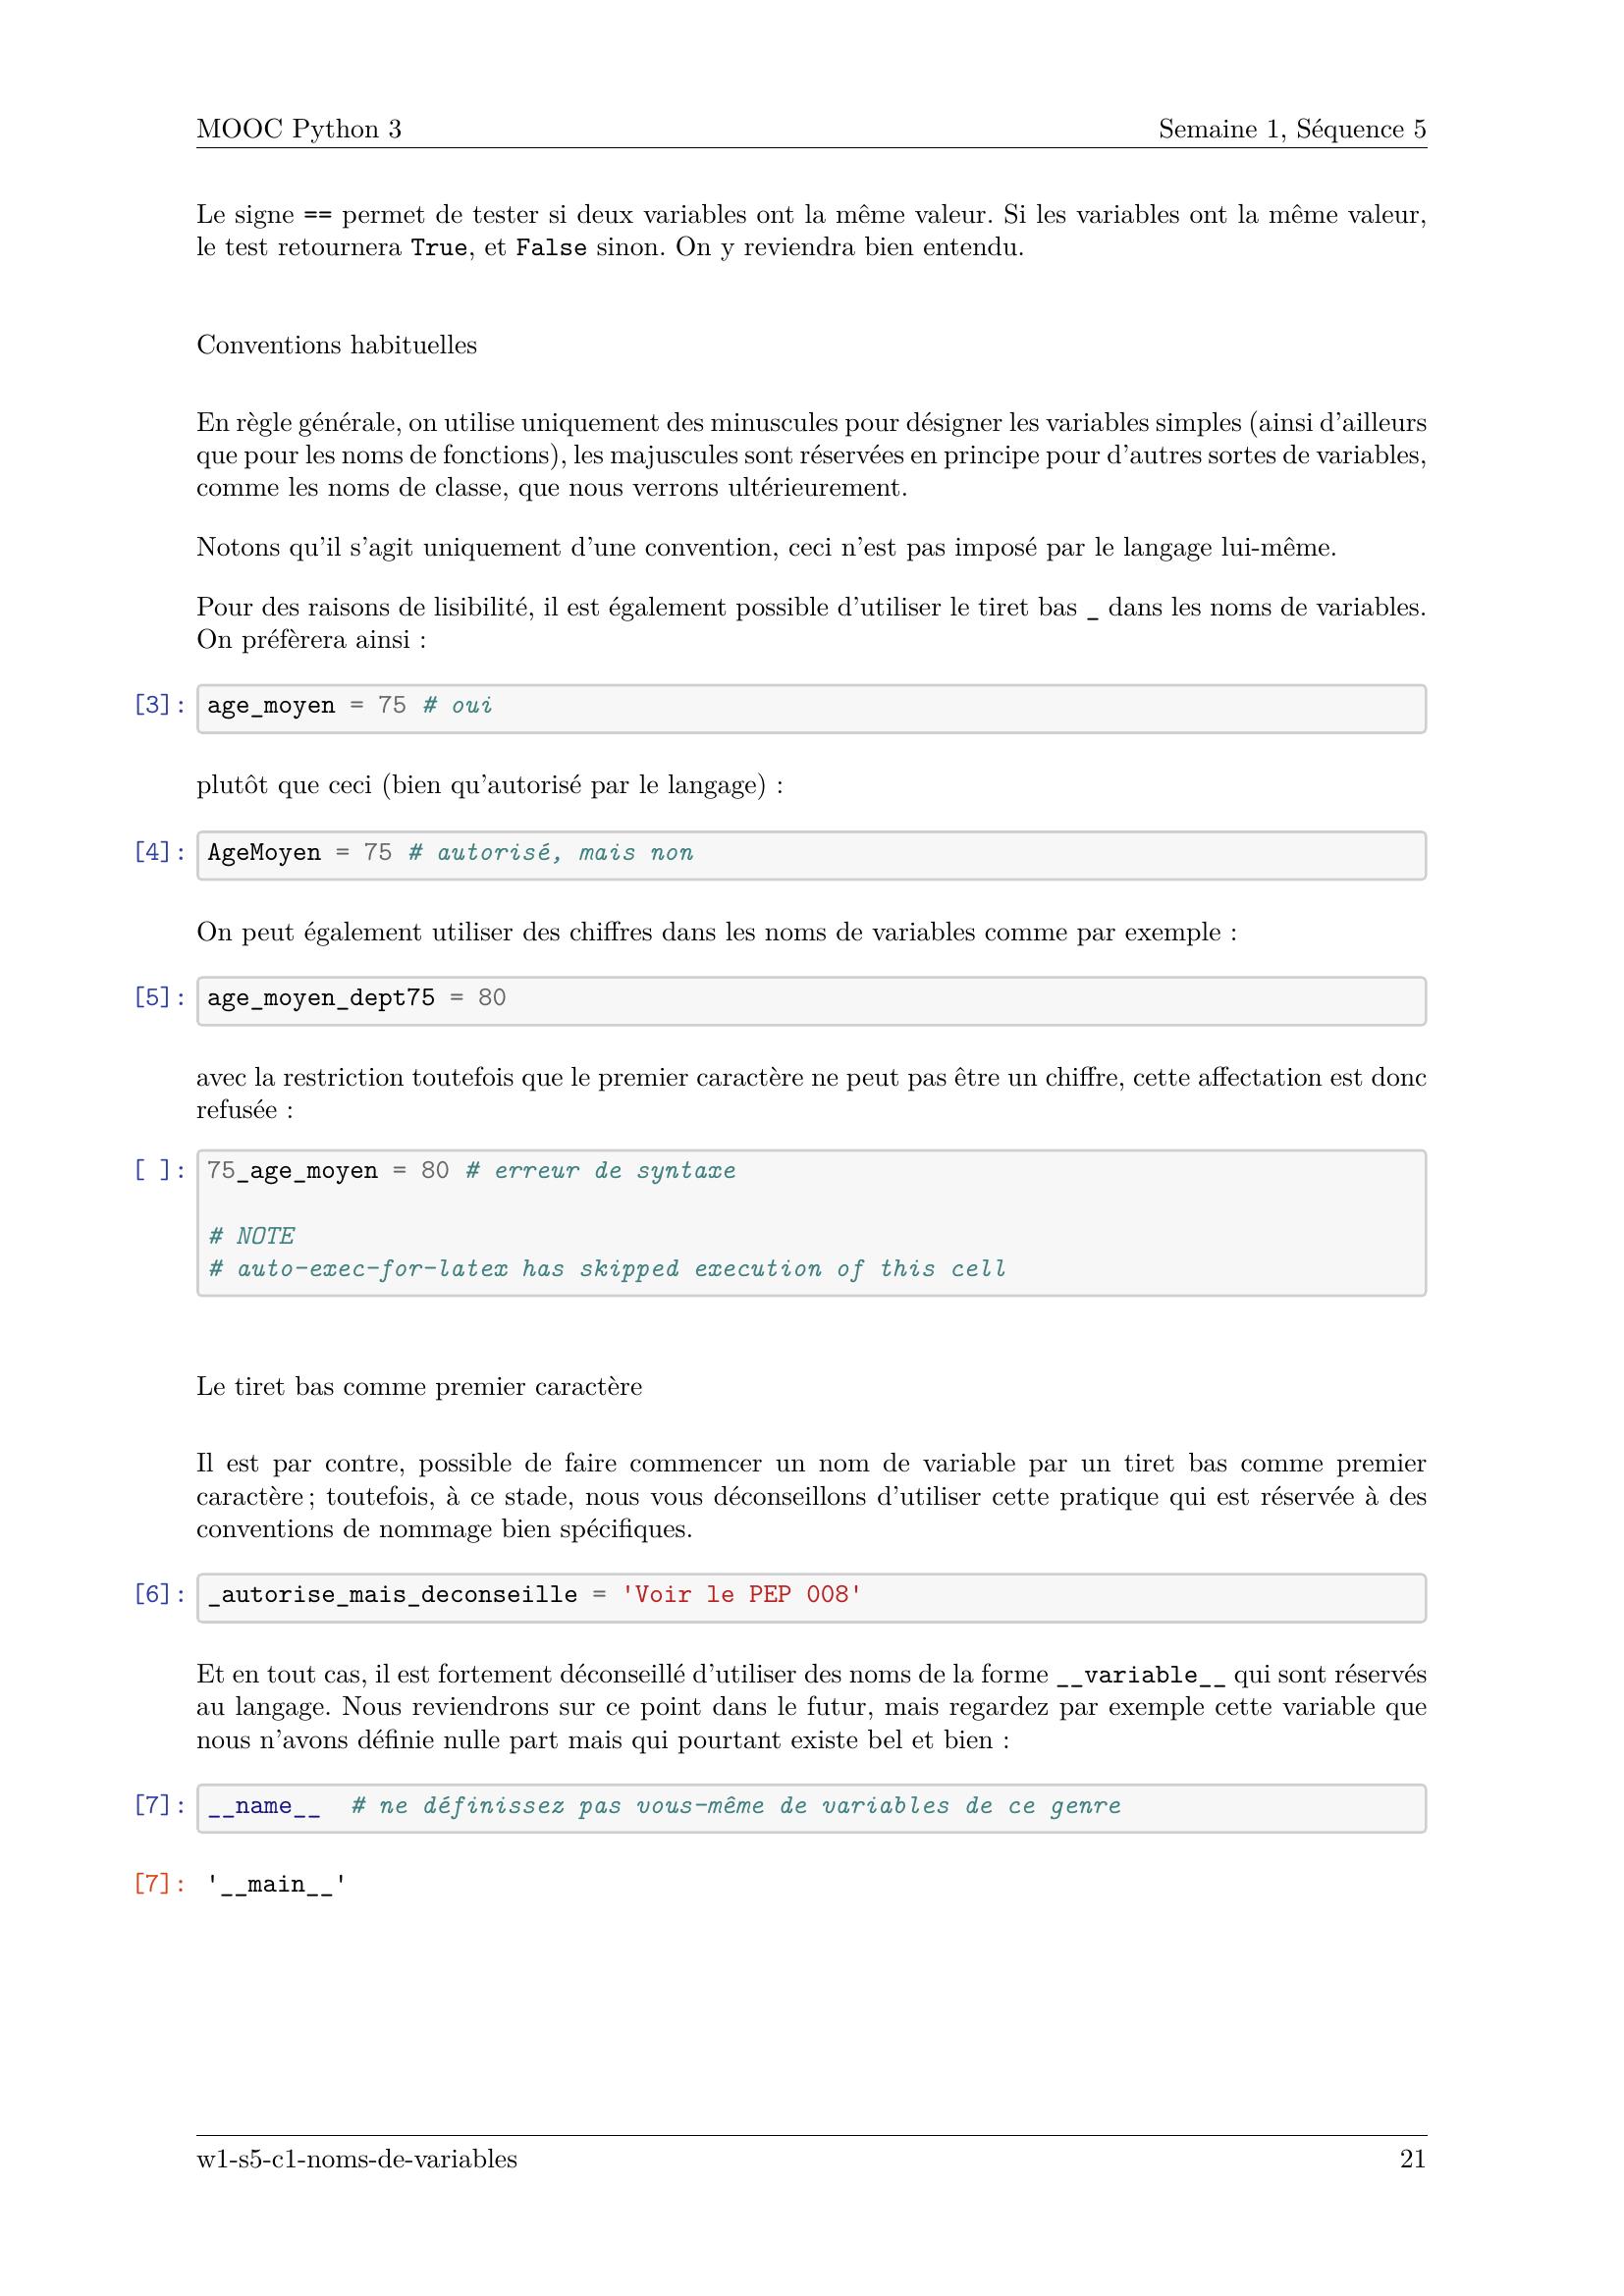 MOOC Python 3 Semaine 1, Séquence 5
Le signe == permet de tester si deux variables ont la même valeur. Si les variables ont la même valeur,
le test retournera True, et False sinon. On y reviendra bien entendu.
Conventions habituelles
En règle générale, on utilise uniquement des minuscules pour désigner les variables simples (ainsi d'ailleurs
que pour les noms de fonctions), les majuscules sont réservées en principe pour d'autres sortes de variables,
comme les noms de classe, que nous verrons ultérieurement.
Notons qu'il s'agit uniquement d'une convention, ceci n'est pas imposé par le langage lui-même.
Pour des raisons de lisibilité, il est également possible d'utiliser le tiret bas _ dans les noms de variables.
On préfèrera ainsi :
[3]: age_moyen = 75 # oui
plutôt que ceci (bien qu'autorisé par le langage) :
[4]: AgeMoyen = 75 # autorisé, mais non
On peut également utiliser des chiffres dans les noms de variables comme par exemple :
[5]: age_moyen_dept75 = 80
avec la restriction toutefois que le premier caractère ne peut pas être un chiffre, cette affectation est donc
refusée :
[ ]: 75_age_moyen = 80 # erreur de syntaxe
# NOTE
# auto-exec-for-latex has skipped execution of this cell
Le tiret bas comme premier caractère
Il est par contre, possible de faire commencer un nom de variable par un tiret bas comme premier
caractère ; toutefois, à ce stade, nous vous déconseillons d'utiliser cette pratique qui est réservée à des
conventions de nommage bien spécifiques.
[6]: _autorise_mais_deconseille = 'Voir le PEP 008'
Et en tout cas, il est fortement déconseillé d'utiliser des noms de la forme __variable__ qui sont réservés
au langage. Nous reviendrons sur ce point dans le futur, mais regardez par exemple cette variable que
nous n'avons définie nulle part mais qui pourtant existe bel et bien :
[7]: __name__  # ne définissez pas vous-même de variables de ce genre
[7]: '__main__'
w1-s5-c1-noms-de-variables 21